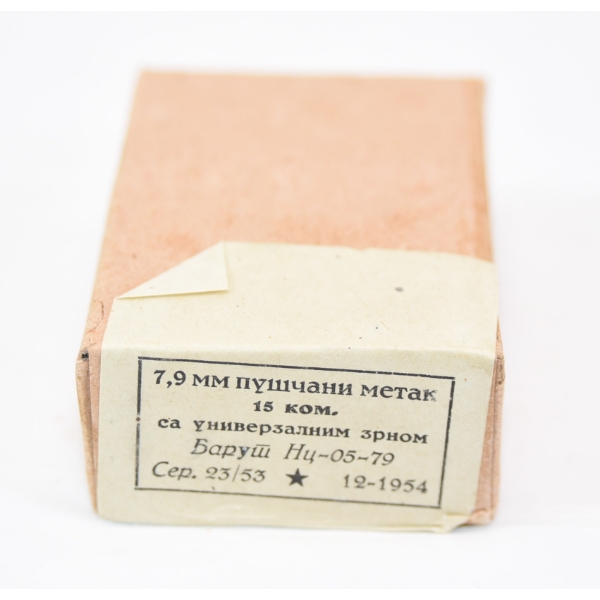 7,9 мм пушчани метак
15 ком.
са универзалним зрном
Барут Нц-05-79
Сер. 23/53 ★ 12-1954